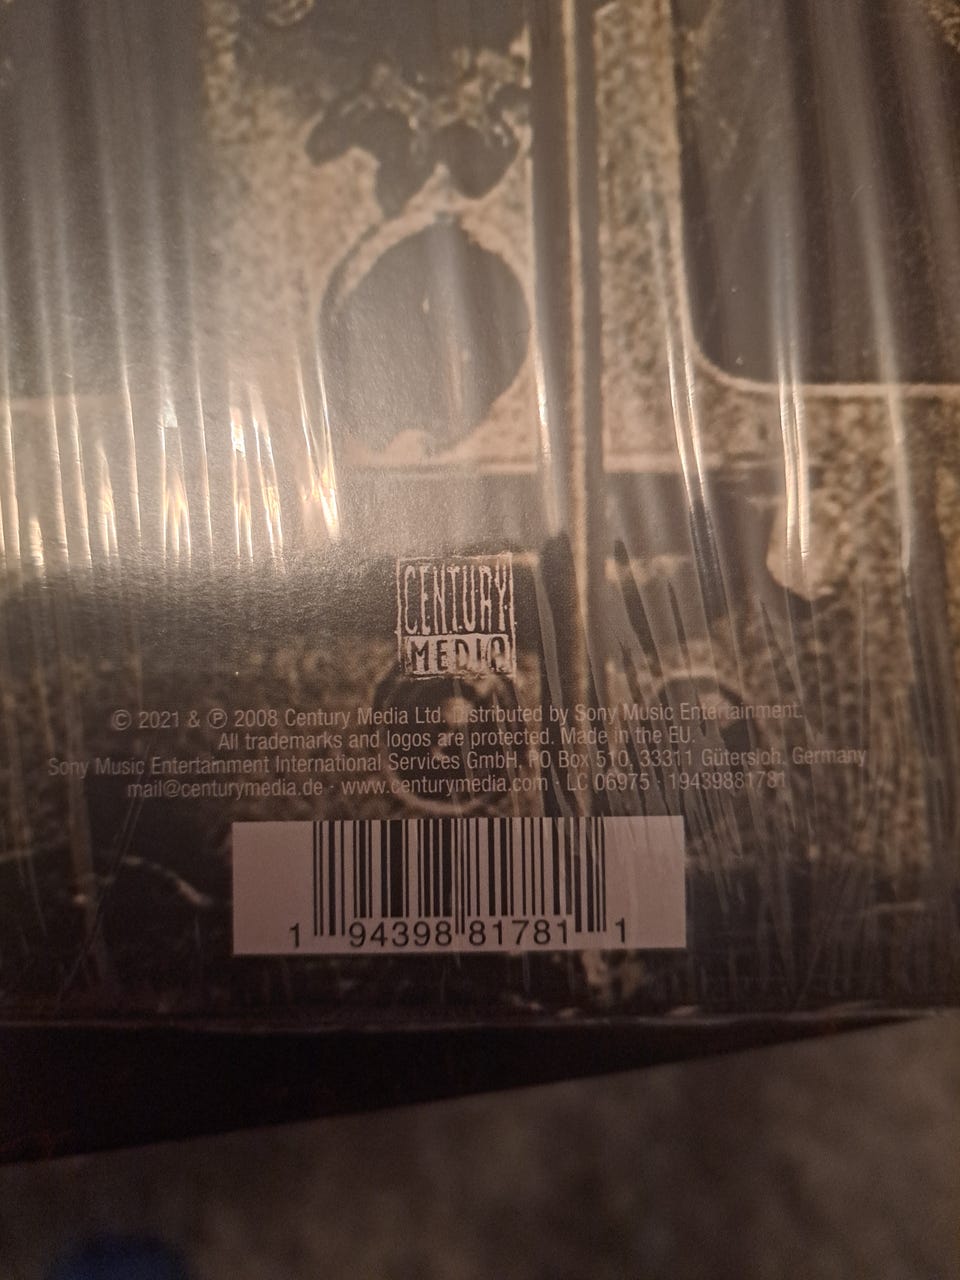 CENTURY
MEDIA
© 2021 & ℗ 2008 Century Media Ltd. Distributed by Sony Music Entertainment.
All trademarks and logos are protected. Made in the EU.
Sony Music Entertainment International Services GmbH, PO Box 510, 33311 Gütersloh, Germany
mail@centurymedia.de · www.centurymedia.com · LC 06975 · 19439881781
1 94398 81781 1